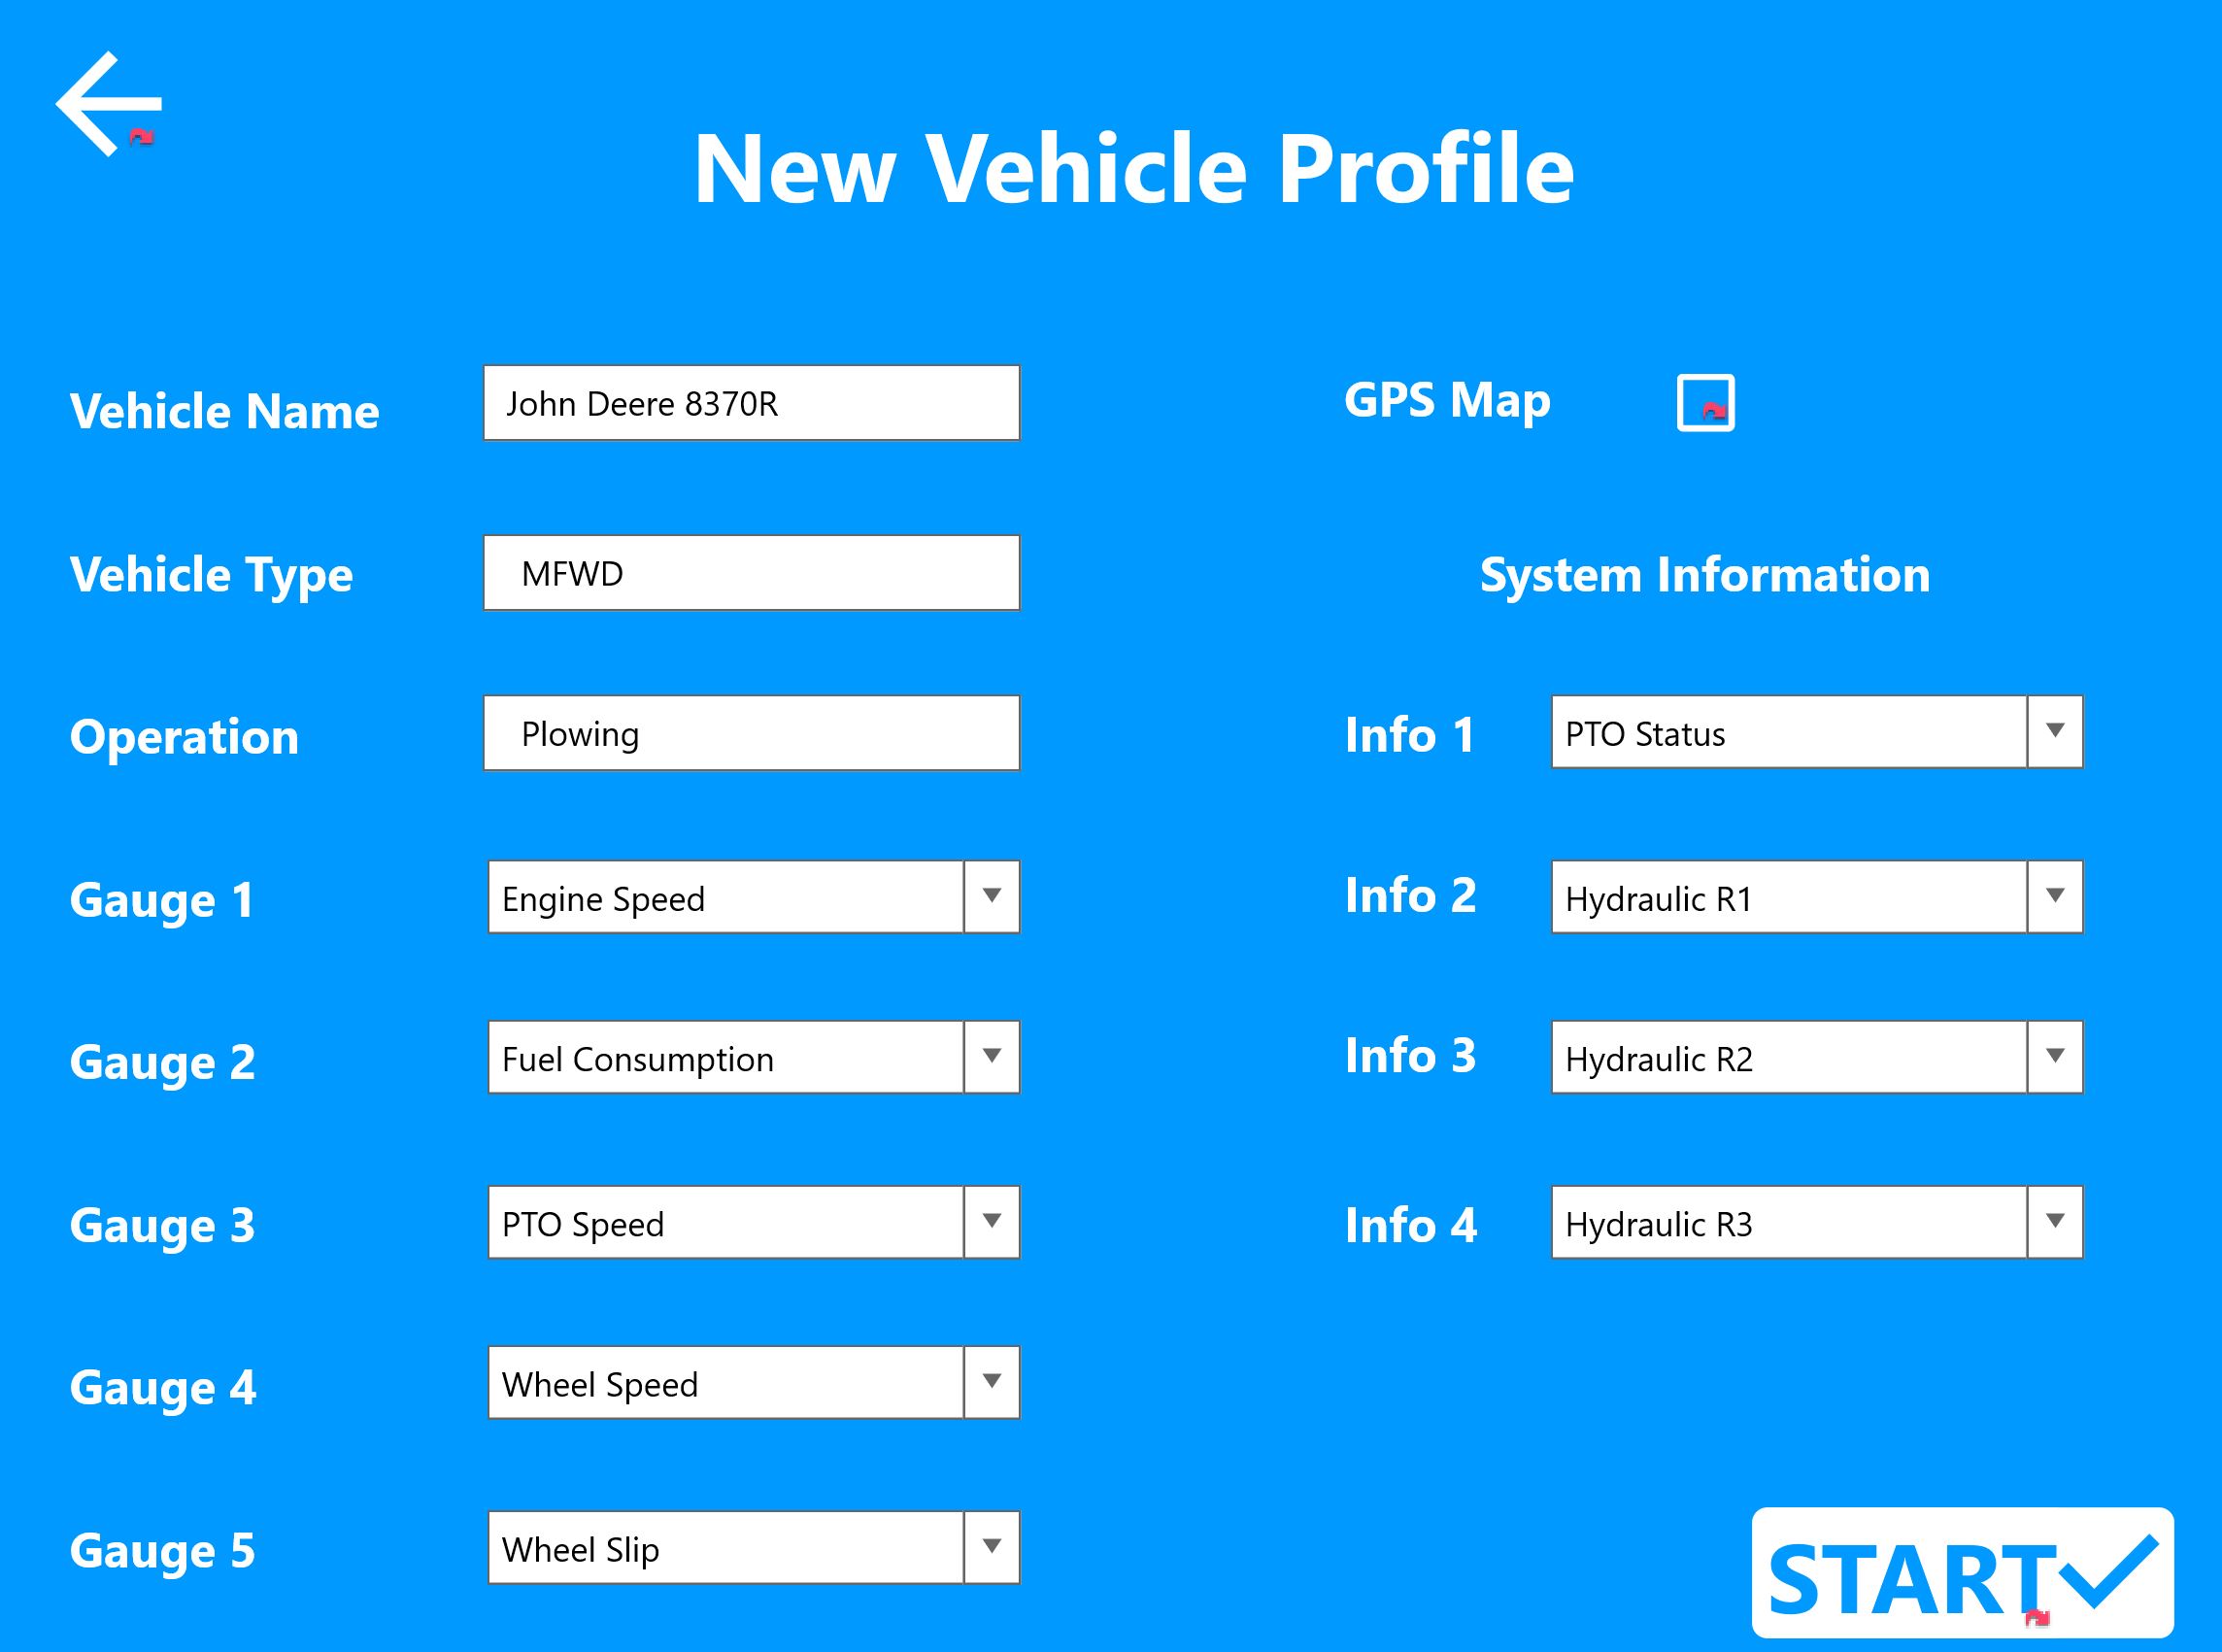 New Vehicle Profile
Vehicle Name
John Deere 8370R
Vehicle Type
MFWD
Operation
Plowing
Gauge 1
Engine Speed
Gauge 2
Fuel Consumption
Gauge 3
PTO Speed
Gauge 4
Wheel Speed
Gauge 5
Wheel Slip
GPS Map
System Information
Info 1
PTO Status
Info 2
Hydraulic R1
Info 3
Hydraulic R2
Info 4
Hydraulic R3
START